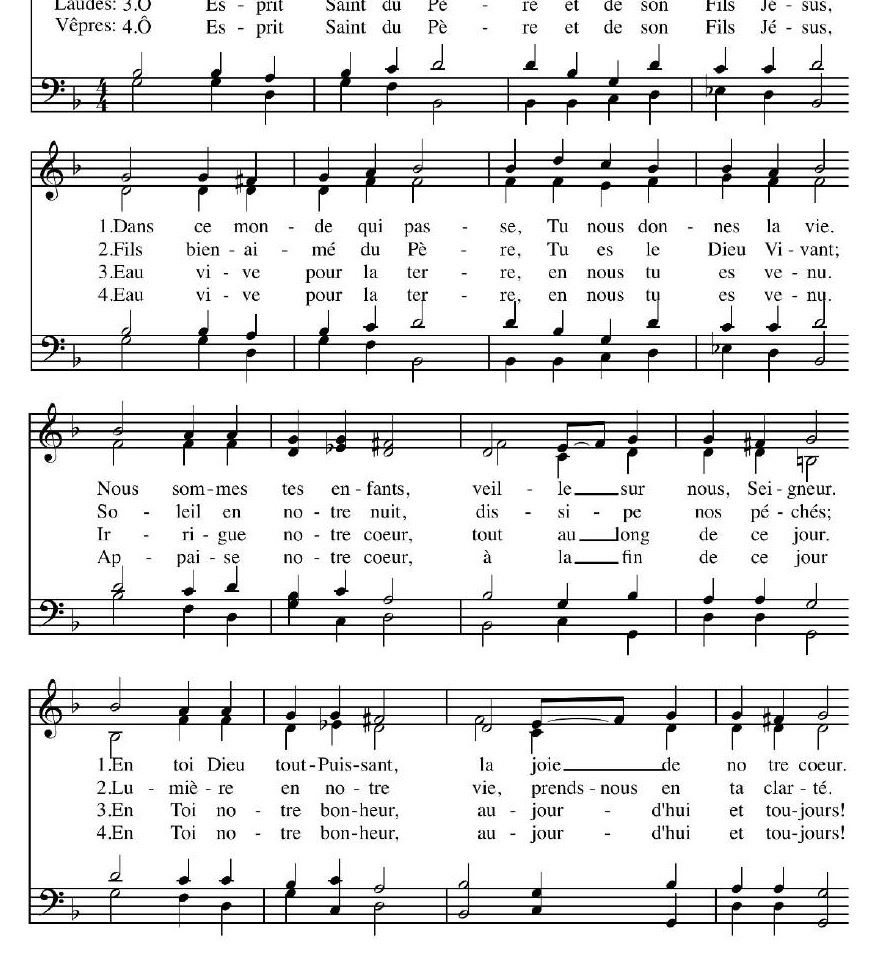 Laudes: 3.Ô Es - prit Saint du Pè - re et de son Fils Jé - sus,
Vêpres: 4.Ô Es - prit Saint du Pè - re et de son Fils Jé - sus,
4
4
1.Dans ce mon - de qui pas - se, Tu nous don - nes la vie.
2.Fils bien - ai - mé du Pè - re, Tu es le Dieu Vi - vant;
3.Eau vi - ve pour la ter - re, en nous tu es ve - nu.
4.Eau vi - ve pour la ter - re, en nous tu es ve - nu.
Nous som-mes tes en - fants, veil - le sur nous, Sei - gneur.
So - leil en no - tre nuit, dis - si - pe nos pé - chés;
Ir - ri - gue no - tre coeur, tout au long de ce jour.
Ap - pai - se no - tre coeur, à la fin de ce jour
1.En toi Dieu tout-Puis-sant, la joie de no tre coeur.
2.Lu - miè - re en no - tre vie, prends - nous en ta clar - té.
3.En Toi no - tre bon-heur, au - jour - d'hui et tou-jours!
4.En Toi no - tre bon-heur, au - jour - d'hui et tou-jours!